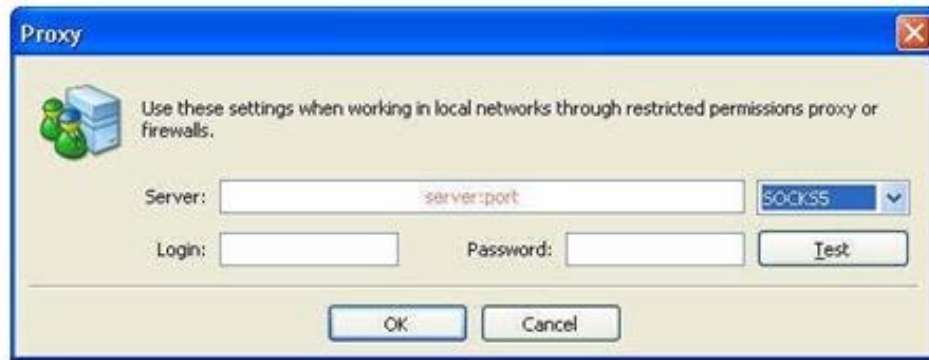 Proxy
Use these settings when working in local networks through restricted permissions proxy or
firewalls.
Server: server:port SOCKS5
Login: Password: Test
OK Cancel